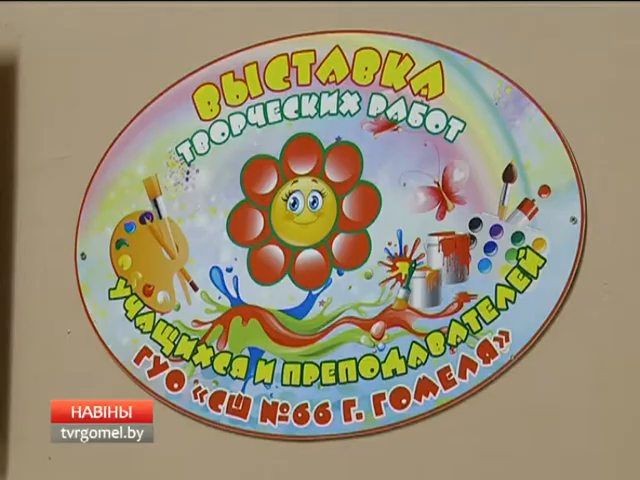 ВЫСТАВКА
ТВОРЧЕСКИХ РАБОТ
УЧАЩИХСЯ И ПРЕПОДАВАТЕЛЕЙ
ГУО «СШ №66 Г. ГОМЕЛЯ»
НАВІНЫ
tvrgomel.by